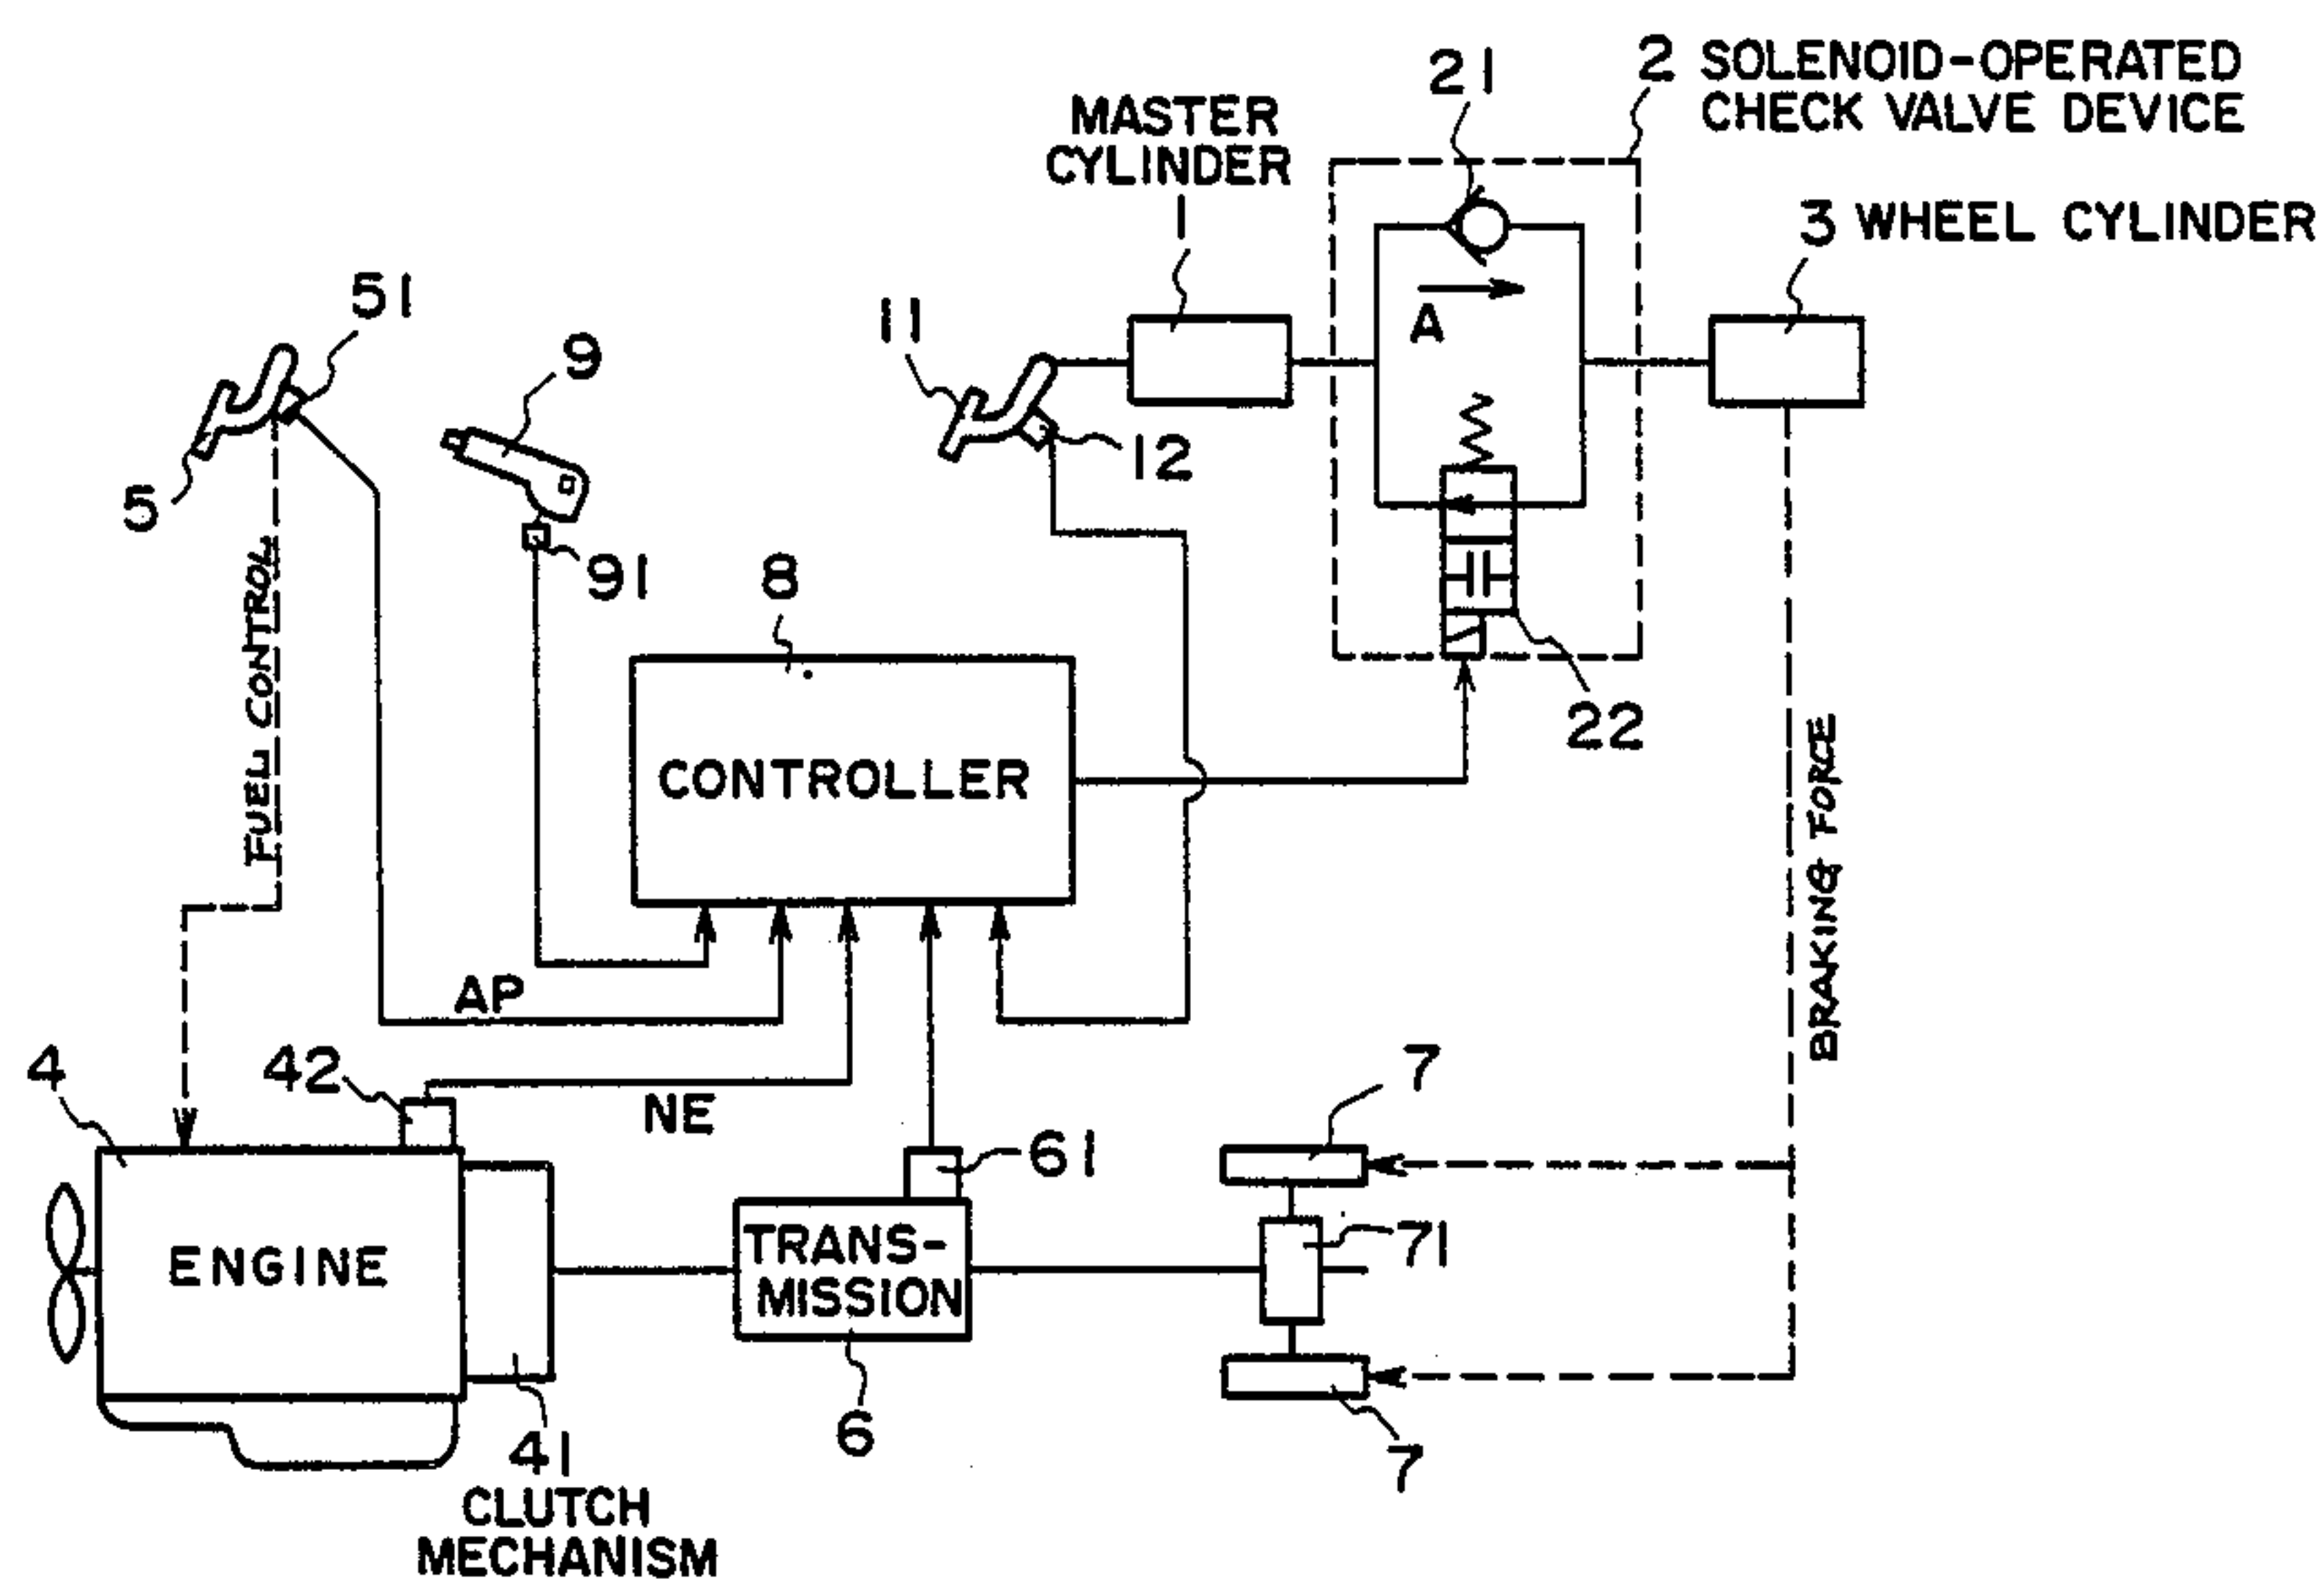 2 SOLENOID-OPERATED
CHECK VALVE DEVICE
21
MASTER
CYLINDER
1
3 WHEEL CYLINDER
51
9
11
A
12
5
91
8
22
FUEL CONTROL
CONTROLLER
BRAKING FORCE
AP
4
42
NE
7
61
TRANS-
MISSION
71
ENGINE
6
41
7
CLUTCH
MECHANISM